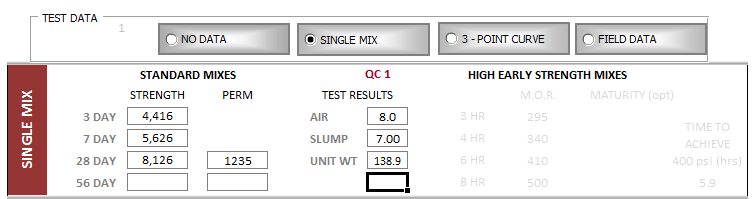 TEST DATA
1
NO DATA SINGLE MIX 3 - POINT CURVE FIELD DATA
SINGLE MIX
STANDARD MIXES QC 1 HIGH EARLY STRENGTH MIXES
STRENGTH PERM TEST RESULTS M.O.R. MATURITY (opt)
3 DAY 4,416 AIR 8.0 3 HR 295
7 DAY 5,626 SLUMP 7.00 4 HR 340 TIME TO
ACHIEVE
28 DAY 8,126 1235 UNIT WT 138.9 6 HR 410 400 psi (hrs)
56 DAY 8 HR 500 5.9